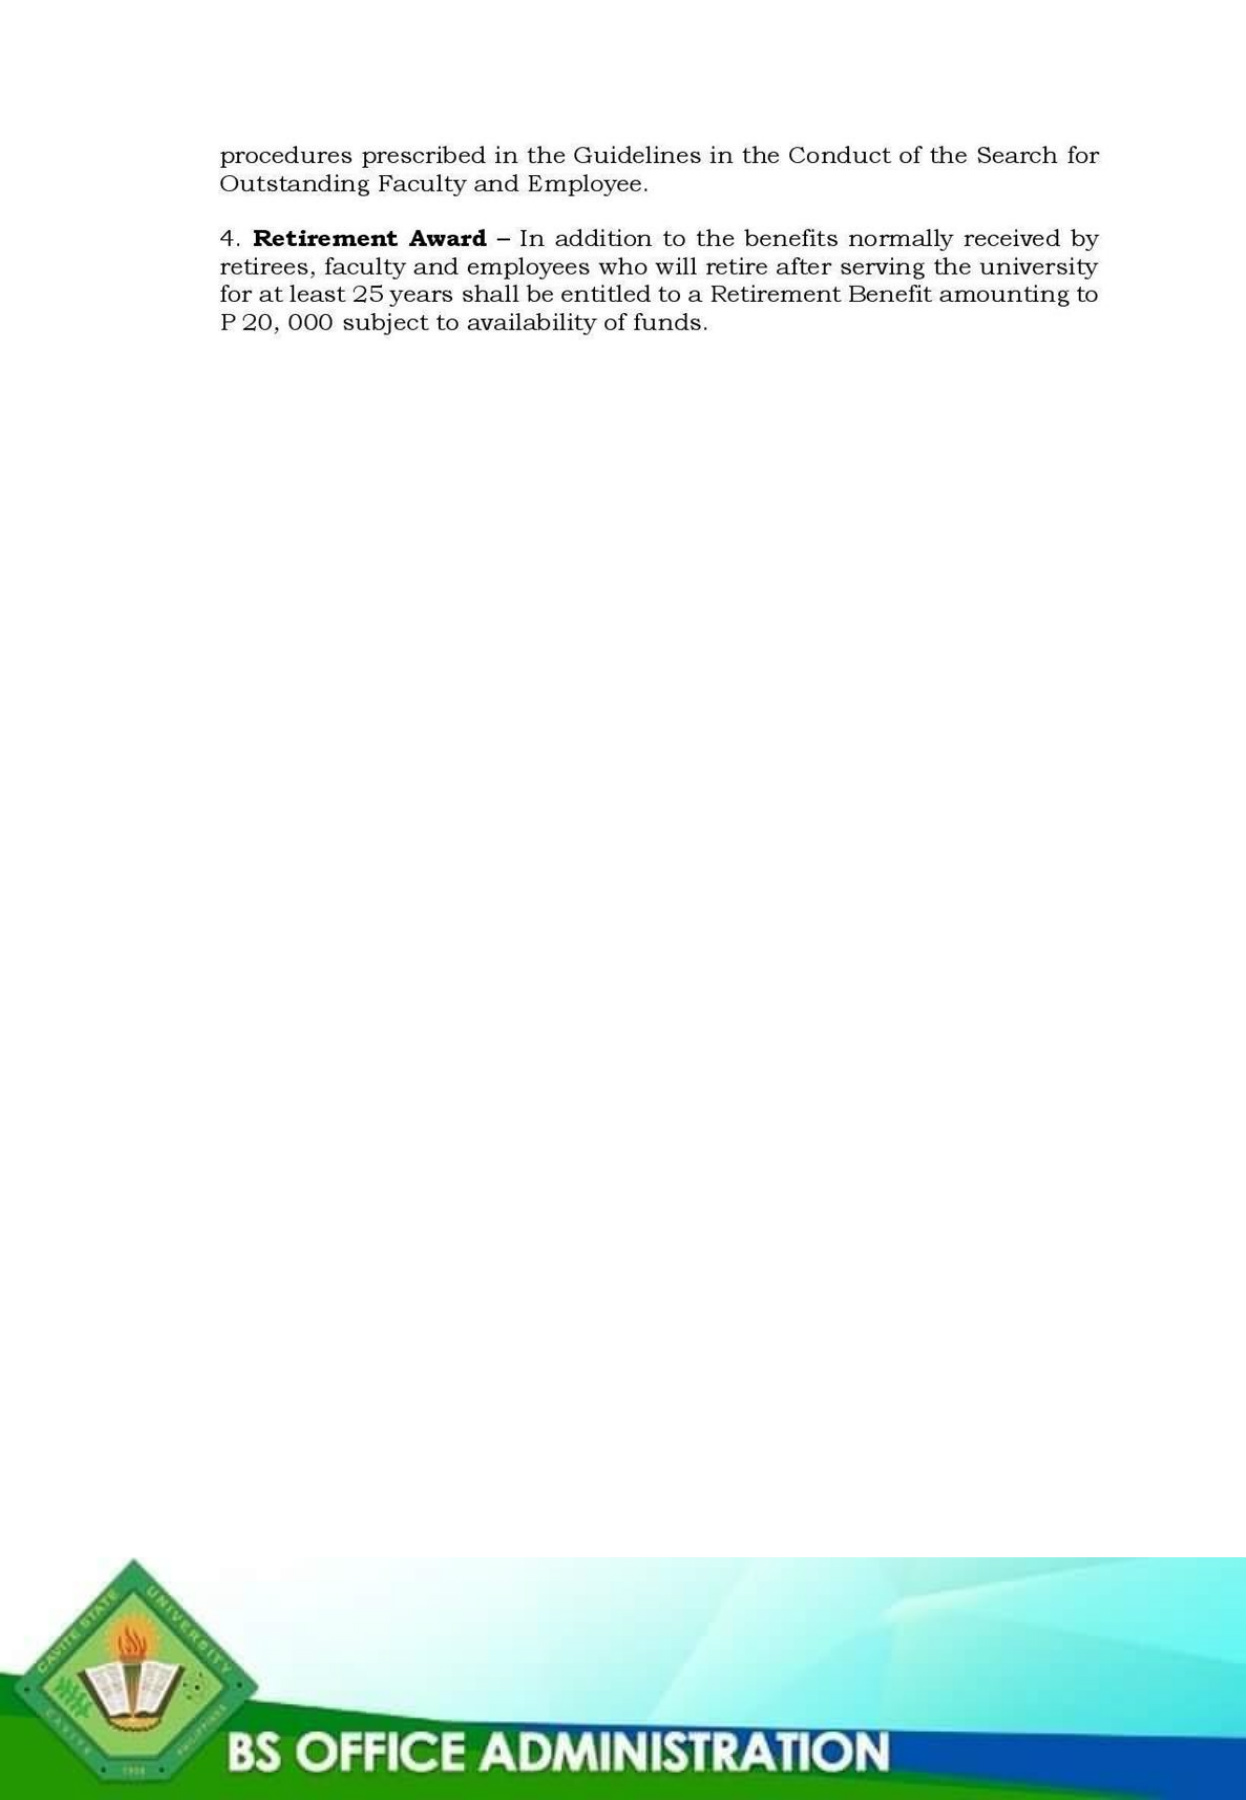 procedures prescribed in the Guidelines in the Conduct of the Search for
Outstanding Faculty and Employee.
4. Retirement Award – In addition to the benefits normally received by
retirees, faculty and employees who will retire after serving the university
for at least 25 years shall be entitled to a Retirement Benefit amounting to
P 20, 000 subject to availability of funds.
CAVITE STATE UNIVERSITY
CAVITE
PHILIPPINES
1906
BS OFFICE ADMINISTRATION